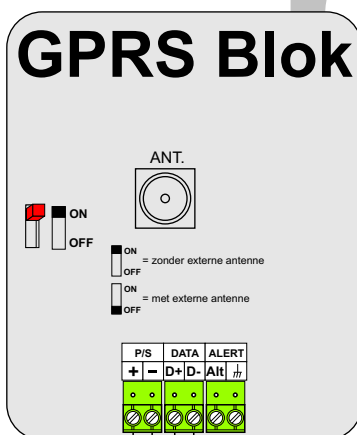 GPRS Blok
ANT.
ON
OFF
ON
= zonder externe antenne
OFF
ON
= met externe antenne
OFF
P/S DATA ALERT
+ − D+ D- Alt